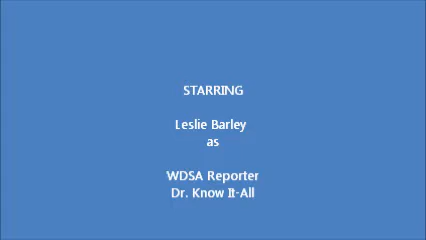 STARRING
Leslie Barley
as
WDSA Reporter
Dr. Know It-All